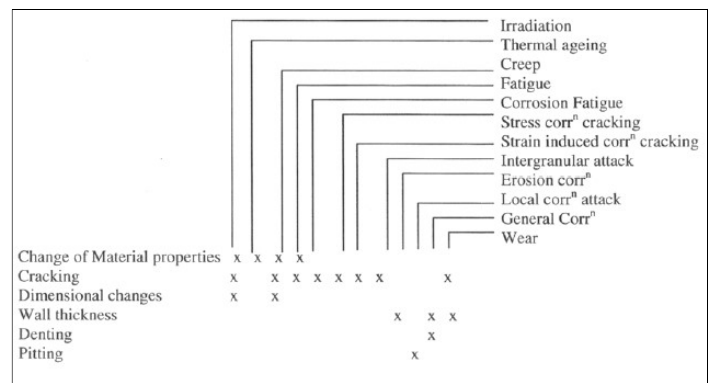 Irradiation
Thermal ageing
Creep
Fatigue
Corrosion Fatigue
Stress corrⁿ cracking
Strain induced corrⁿ cracking
Intergranular attack
Erosion corrⁿ
Local corrⁿ attack
General Corrⁿ
Wear
Change of Material properties x x x x
Cracking x x x x x x x x
Dimensional changes x x
Wall thickness x x x
Denting x
Pitting x